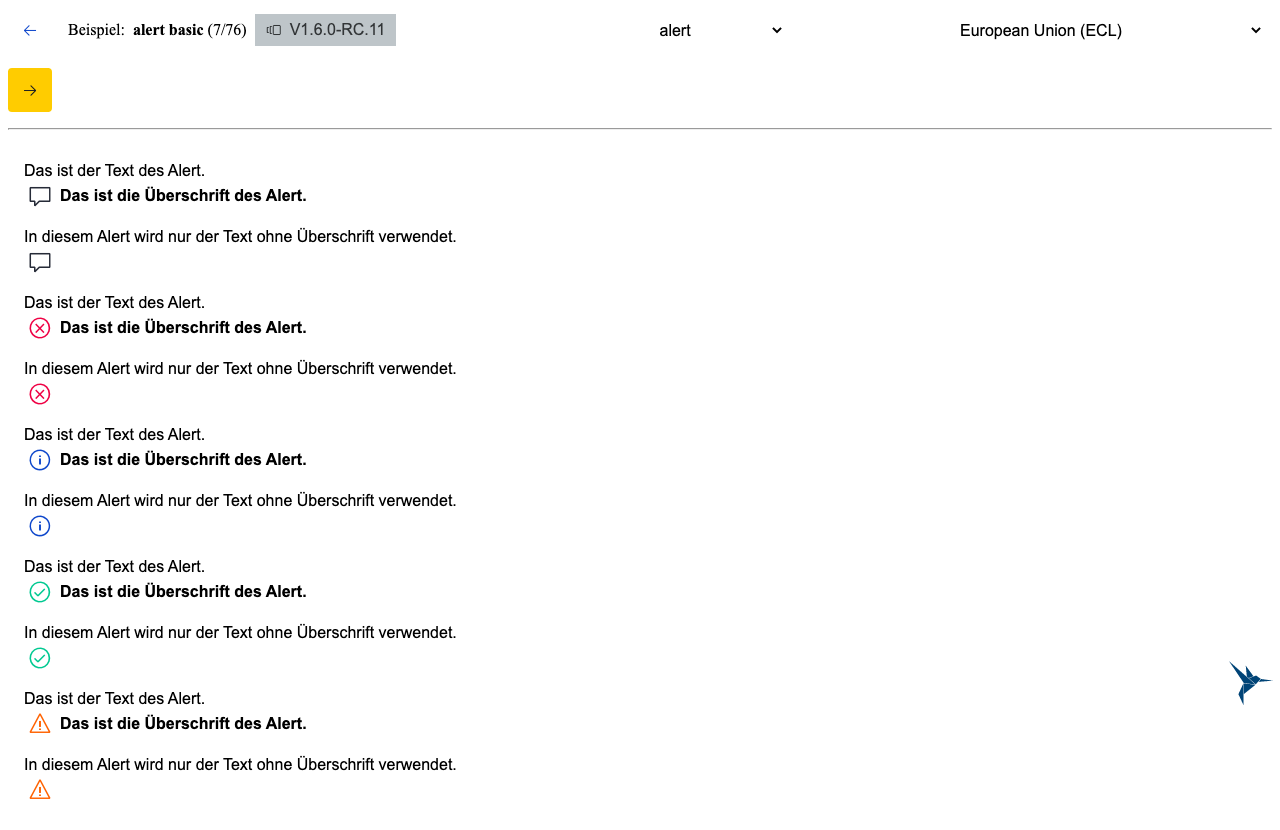 Beispiel: alert basic (7/76) V1.6.0-RC.11 alert European Union (ECL)
Das ist der Text des Alert.
Das ist die Überschrift des Alert.
In diesem Alert wird nur der Text ohne Überschrift verwendet.
Das ist der Text des Alert.
Das ist die Überschrift des Alert.
In diesem Alert wird nur der Text ohne Überschrift verwendet.
Das ist der Text des Alert.
Das ist die Überschrift des Alert.
In diesem Alert wird nur der Text ohne Überschrift verwendet.
Das ist der Text des Alert.
Das ist die Überschrift des Alert.
In diesem Alert wird nur der Text ohne Überschrift verwendet.
Das ist der Text des Alert.
Das ist die Überschrift des Alert.
In diesem Alert wird nur der Text ohne Überschrift verwendet.